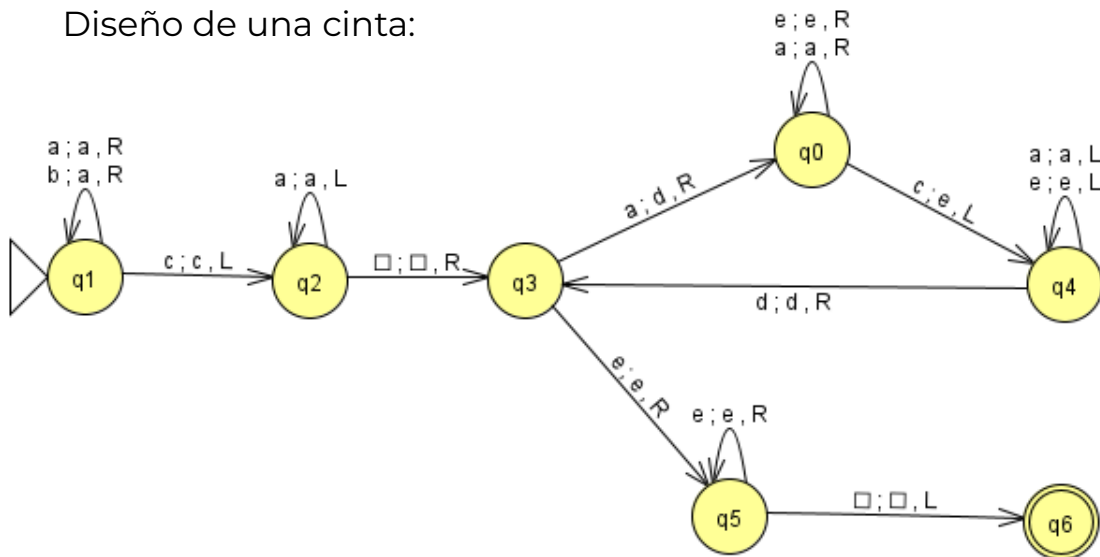 Diseño de una cinta:
e ; e , R
a ; a , R
q0
a ; a , R
b ; a , R
q1
c ; c , L
a ; a , L
q2
□ ; □ , R
q3
a ; d , R
c ; e , L
a ; a , L
e ; e , L
q4
d ; d , R
e ; e , R
e ; e , R
q5
□ ; □ , L
q6